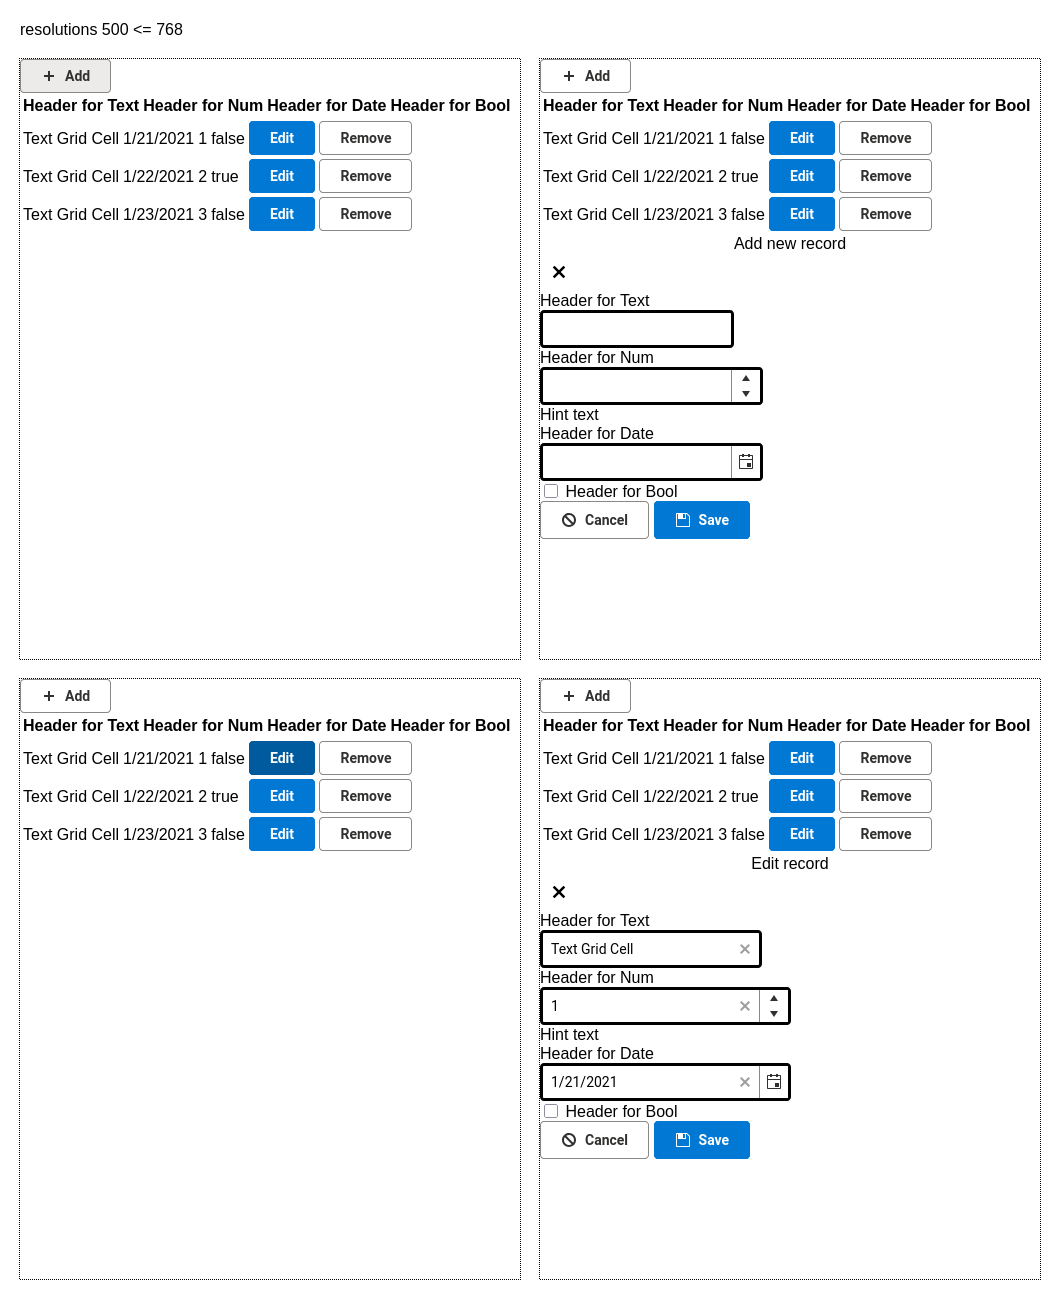 resolutions 500 <= 768
Add
Header for Text Header for Num Header for Date Header for Bool
Text Grid Cell 1/21/2021 1 false Edit Remove
Text Grid Cell 1/22/2021 2 true Edit Remove
Text Grid Cell 1/23/2021 3 false Edit Remove
Add
Header for Text Header for Num Header for Date Header for Bool
Text Grid Cell 1/21/2021 1 false Edit Remove
Text Grid Cell 1/22/2021 2 true Edit Remove
Text Grid Cell 1/23/2021 3 false Edit Remove
Add new record
Header for Text
Header for Num
Hint text
Header for Date
Header for Bool
Cancel Save
Add
Header for Text Header for Num Header for Date Header for Bool
Text Grid Cell 1/21/2021 1 false Edit Remove
Text Grid Cell 1/22/2021 2 true Edit Remove
Text Grid Cell 1/23/2021 3 false Edit Remove
Add
Header for Text Header for Num Header for Date Header for Bool
Text Grid Cell 1/21/2021 1 false Edit Remove
Text Grid Cell 1/22/2021 2 true Edit Remove
Text Grid Cell 1/23/2021 3 false Edit Remove
Edit record
Header for Text
Text Grid Cell
Header for Num
1
Hint text
Header for Date
1/21/2021
Header for Bool
Cancel Save